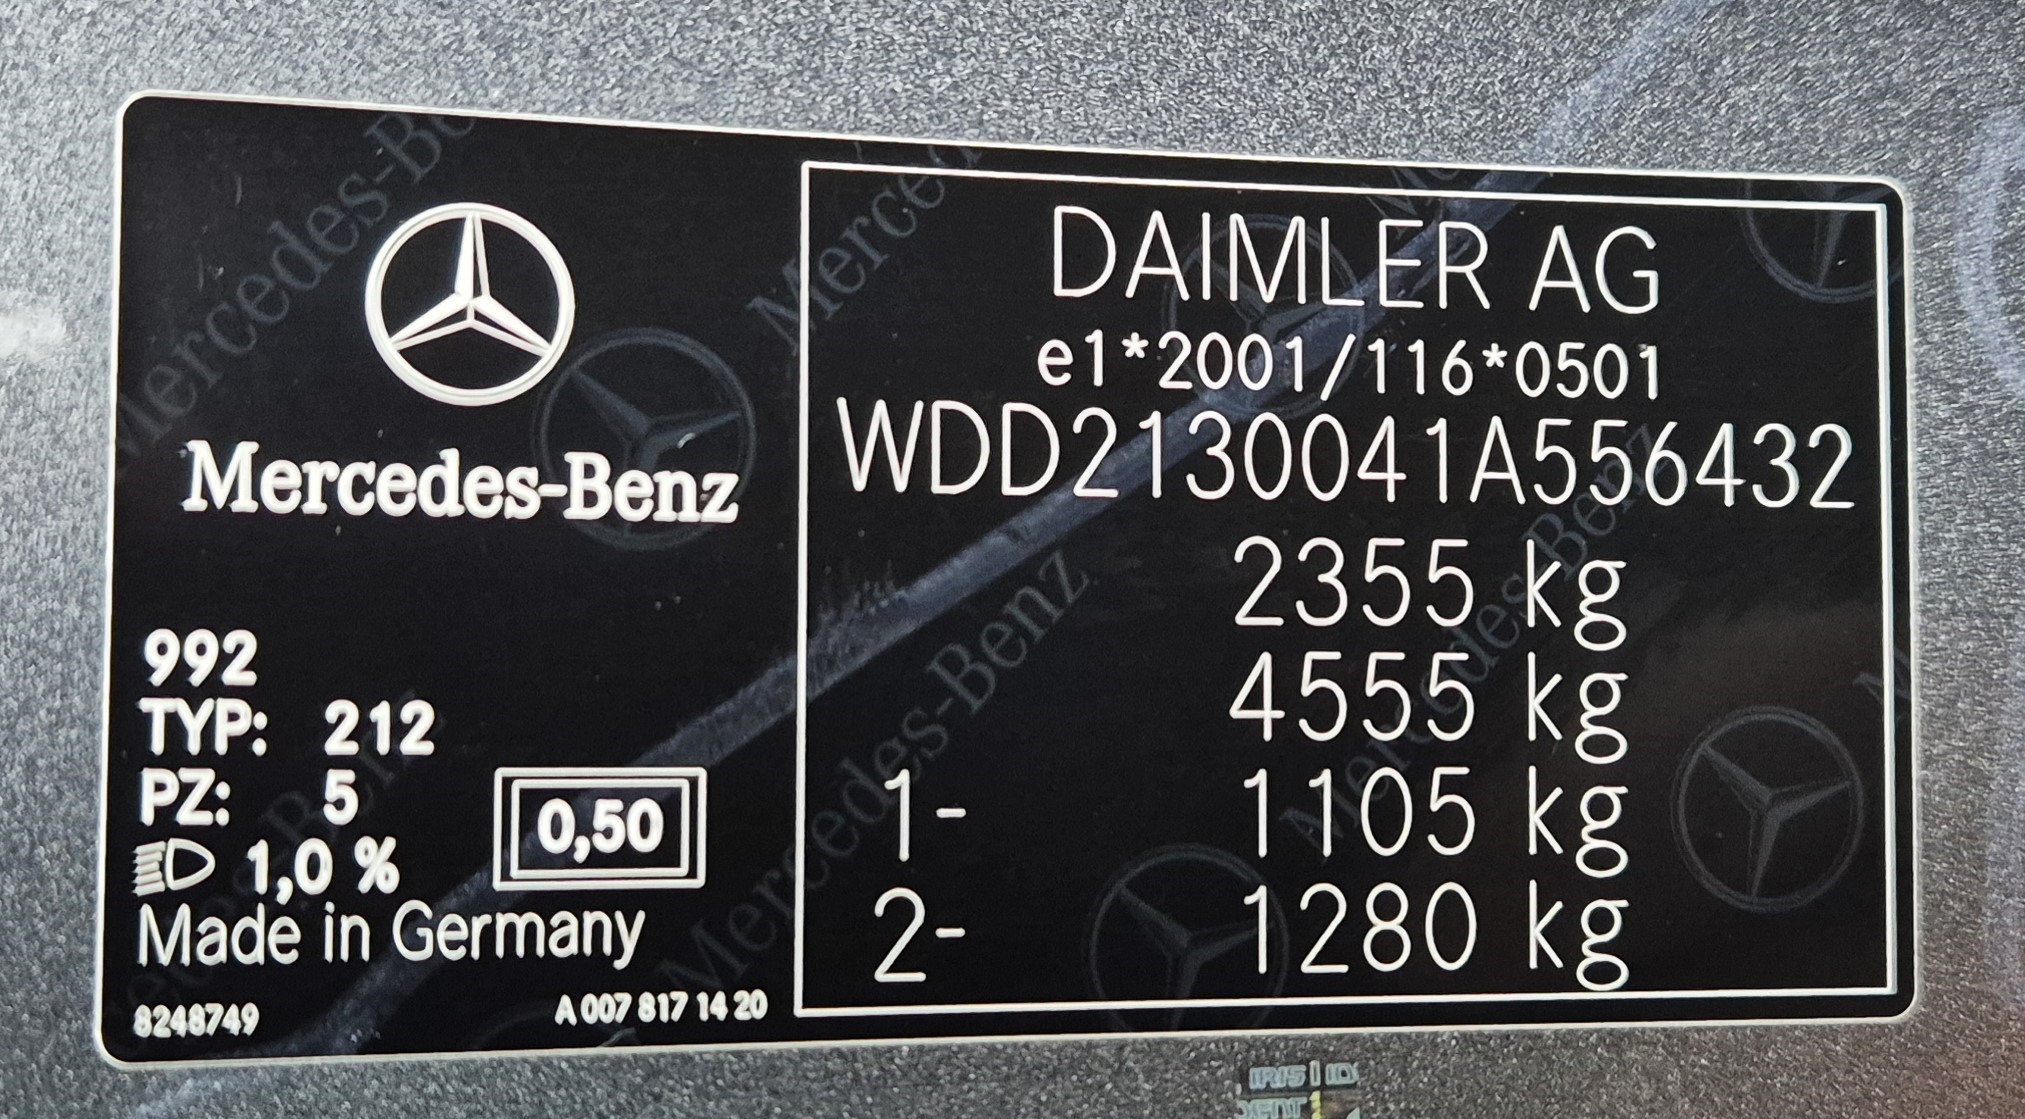 Mercedes-Benz
992
TYP: 212
PZ: 5
1,0 %
0,50
Made in Germany
8248749
A 007 817 14 20
DAIMLER AG
e1*2001/116*0501
WDD2130041A556432
2355 kg
4555 kg
1- 1105 kg
2- 1280 kg